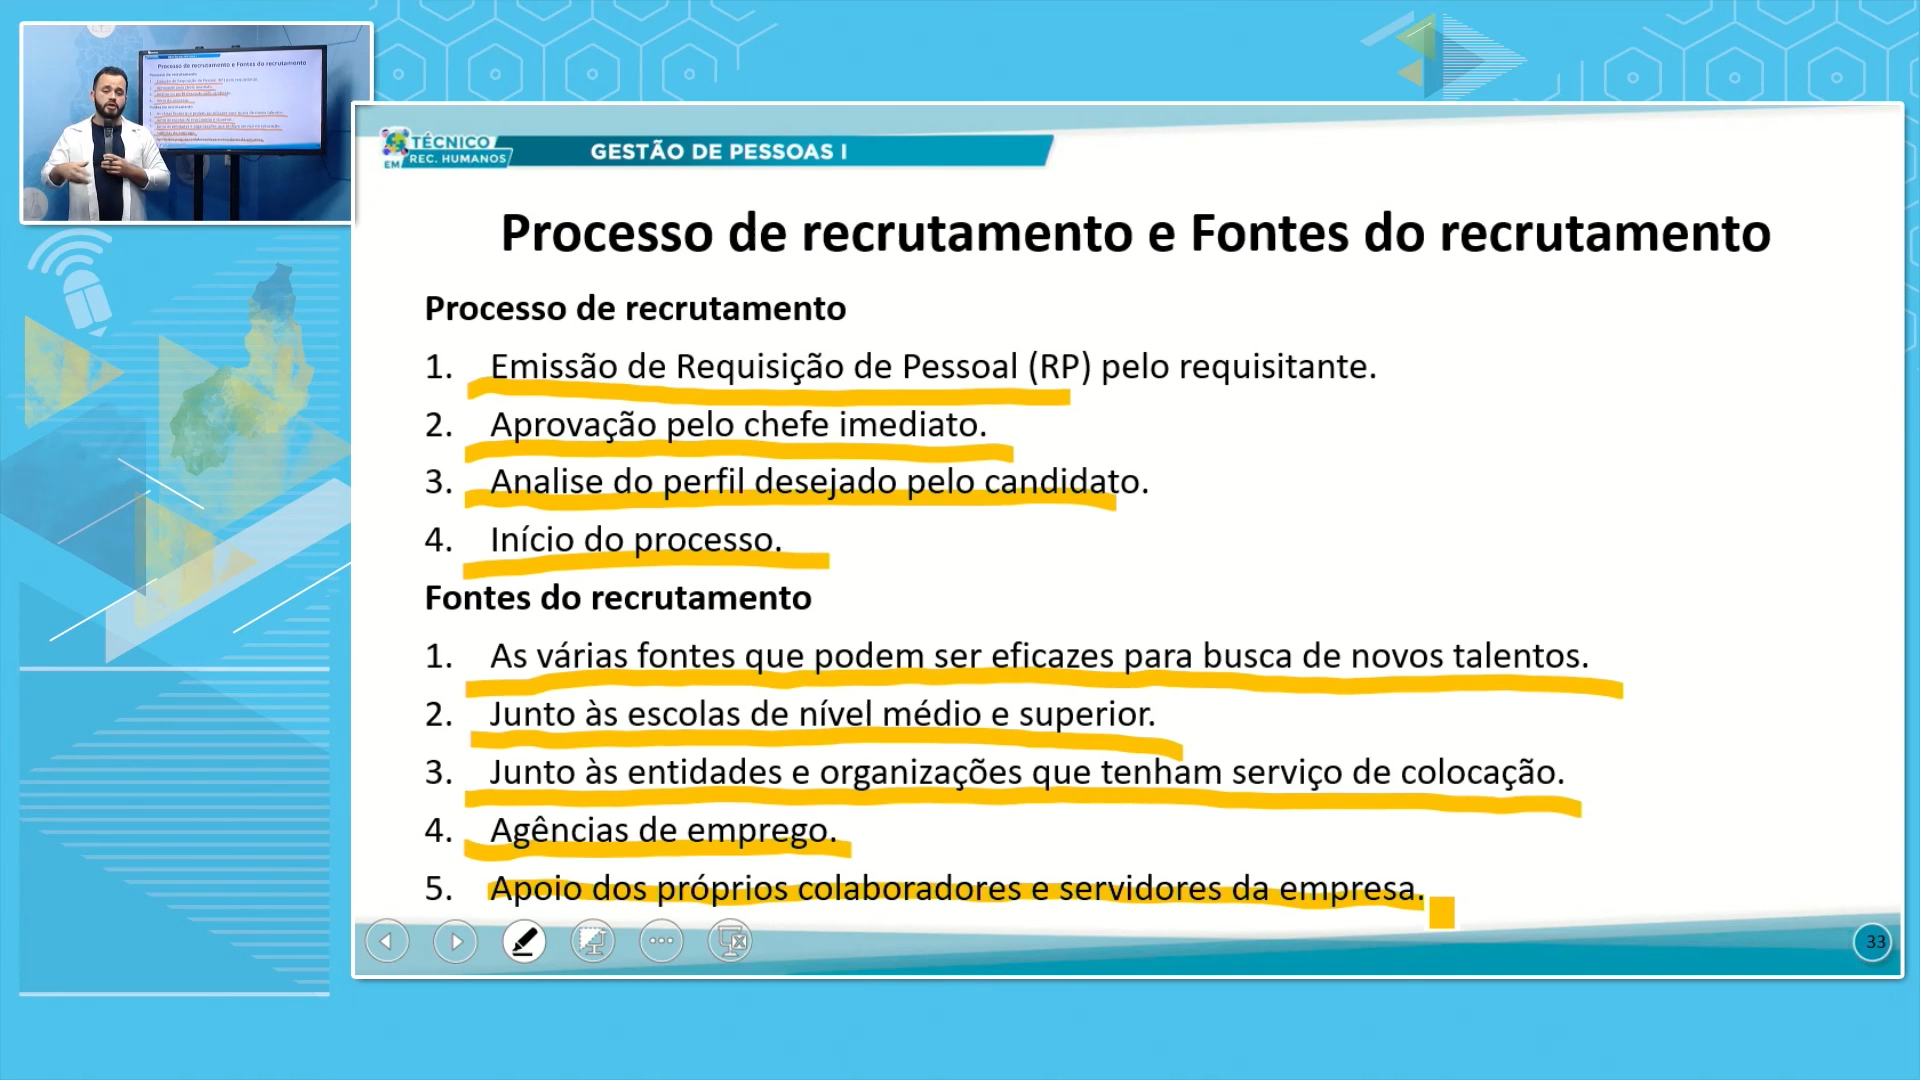 TÉCNICO
EM REC. HUMANOS
GESTÃO DE PESSOAS I
Processo de recrutamento e Fontes do recrutamento
Processo de recrutamento
1. Emissão de Requisição de Pessoal (RP) pelo requisitante.
2. Aprovação pelo chefe imediato.
3. Analise do perfil desejado pelo candidato.
4. Início do processo.
Fontes do recrutamento
1. As várias fontes que podem ser eficazes para busca de novos talentos.
2. Junto às escolas de nível médio e superior.
3. Junto às entidades e organizações que tenham serviço de colocação.
4. Agências de emprego.
5. Apoio dos próprios colaboradores e servidores da empresa.
33